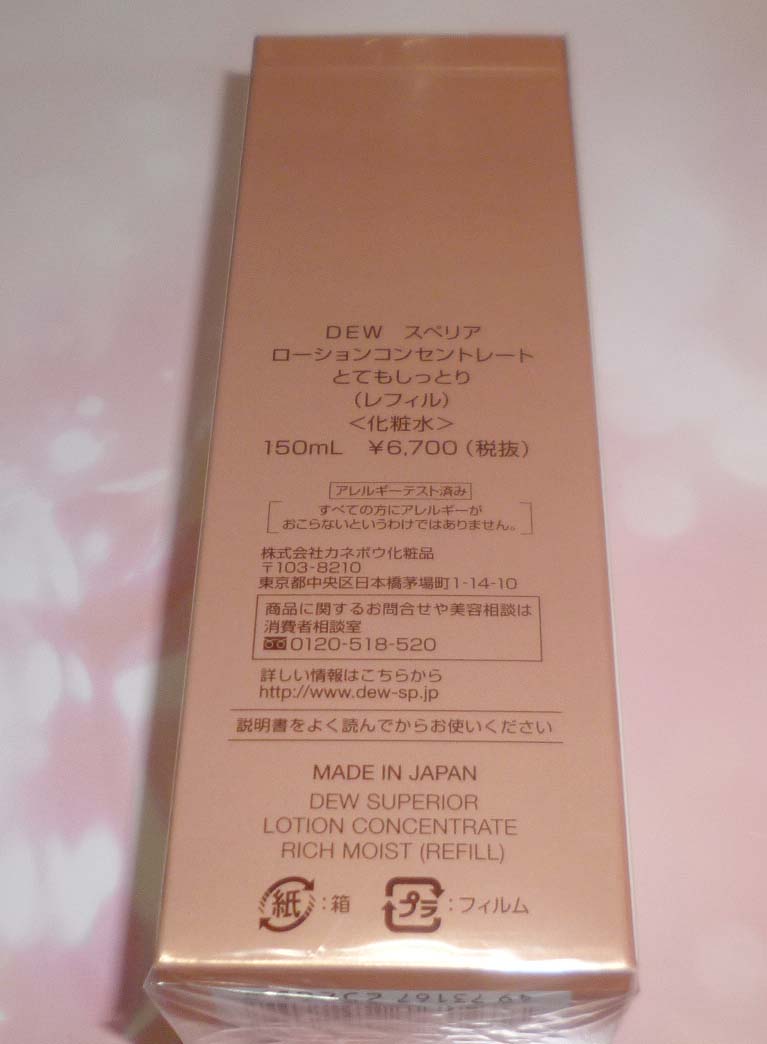 DEW スペリア
ローションコンセントレート
とてもしっとり
(レフィル)
<化粧水>
150mL ¥6,700(税抜)
アレルギーテスト済み
すべての方にアレルギーが
おこらないというわけではありません。
株式会社カネボウ化粧品
〒103-8210
東京都中央区日本橋茅場町1-14-10
商品に関するお問合せや美容相談は
消費者相談室
0120-518-520
詳しい情報はこちらから
http://www.dew-sp.jp
説明書をよく読んでからお使いください
MADE IN JAPAN
DEW SUPERIOR
LOTION CONCENTRATE
RICH MOIST (REFILL)
紙:箱 プラ:フィルム
49 73167